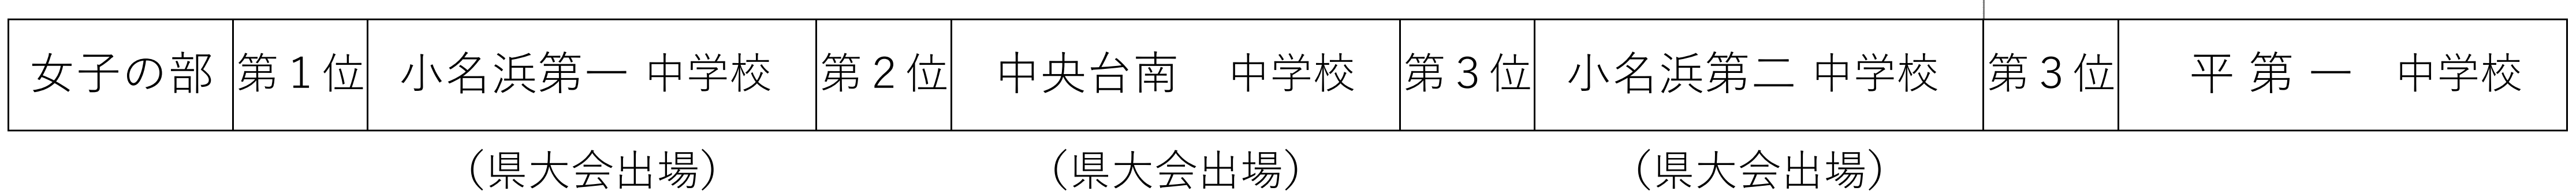 女子の部 第１位 小名浜第一 中学校 第２位 中央台南 中学校 第３位 小名浜第二 中学校 第３位 平 第 一 中学校
（県大会出場） （県大会出場） （県大会出場）